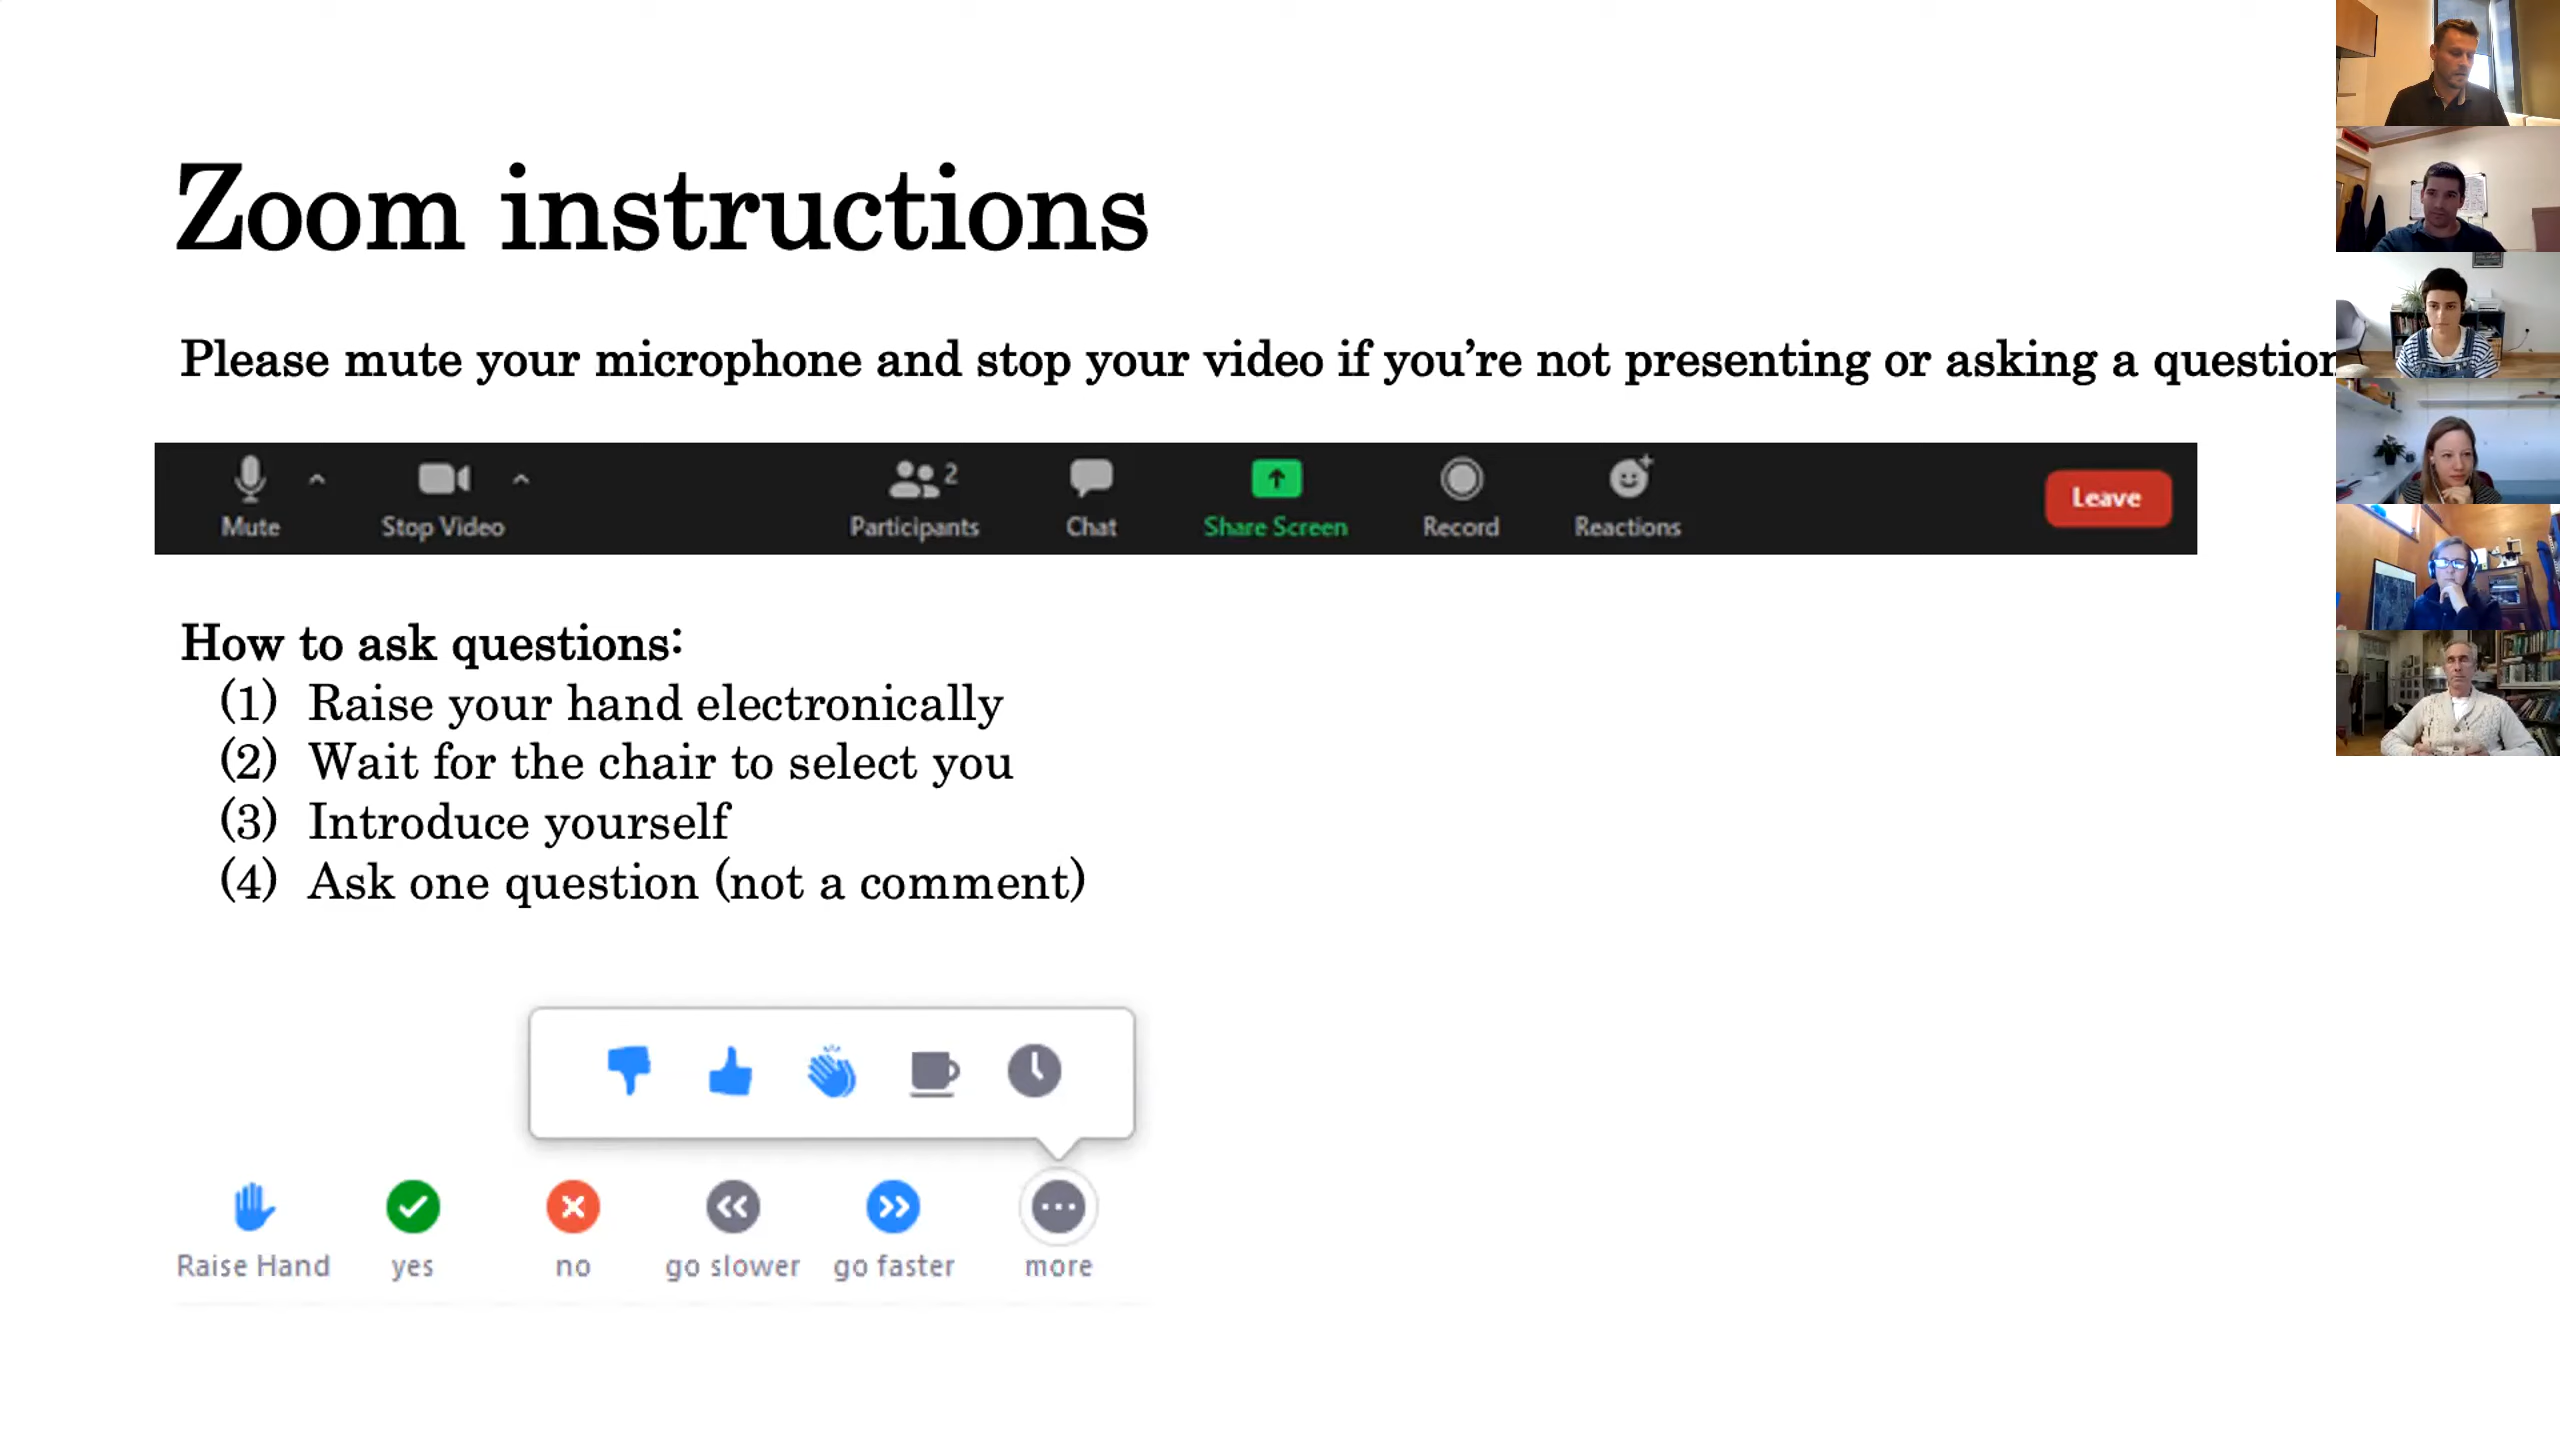 Zoom instructions
Please mute your microphone and stop your video if you’re not presenting or asking a question
Mute Stop Video Participants 2 Chat Share Screen Record Reactions Leave
How to ask questions:
(1) Raise your hand electronically
(2) Wait for the chair to select you
(3) Introduce yourself
(4) Ask one question (not a comment)
Raise Hand yes no go slower go faster more